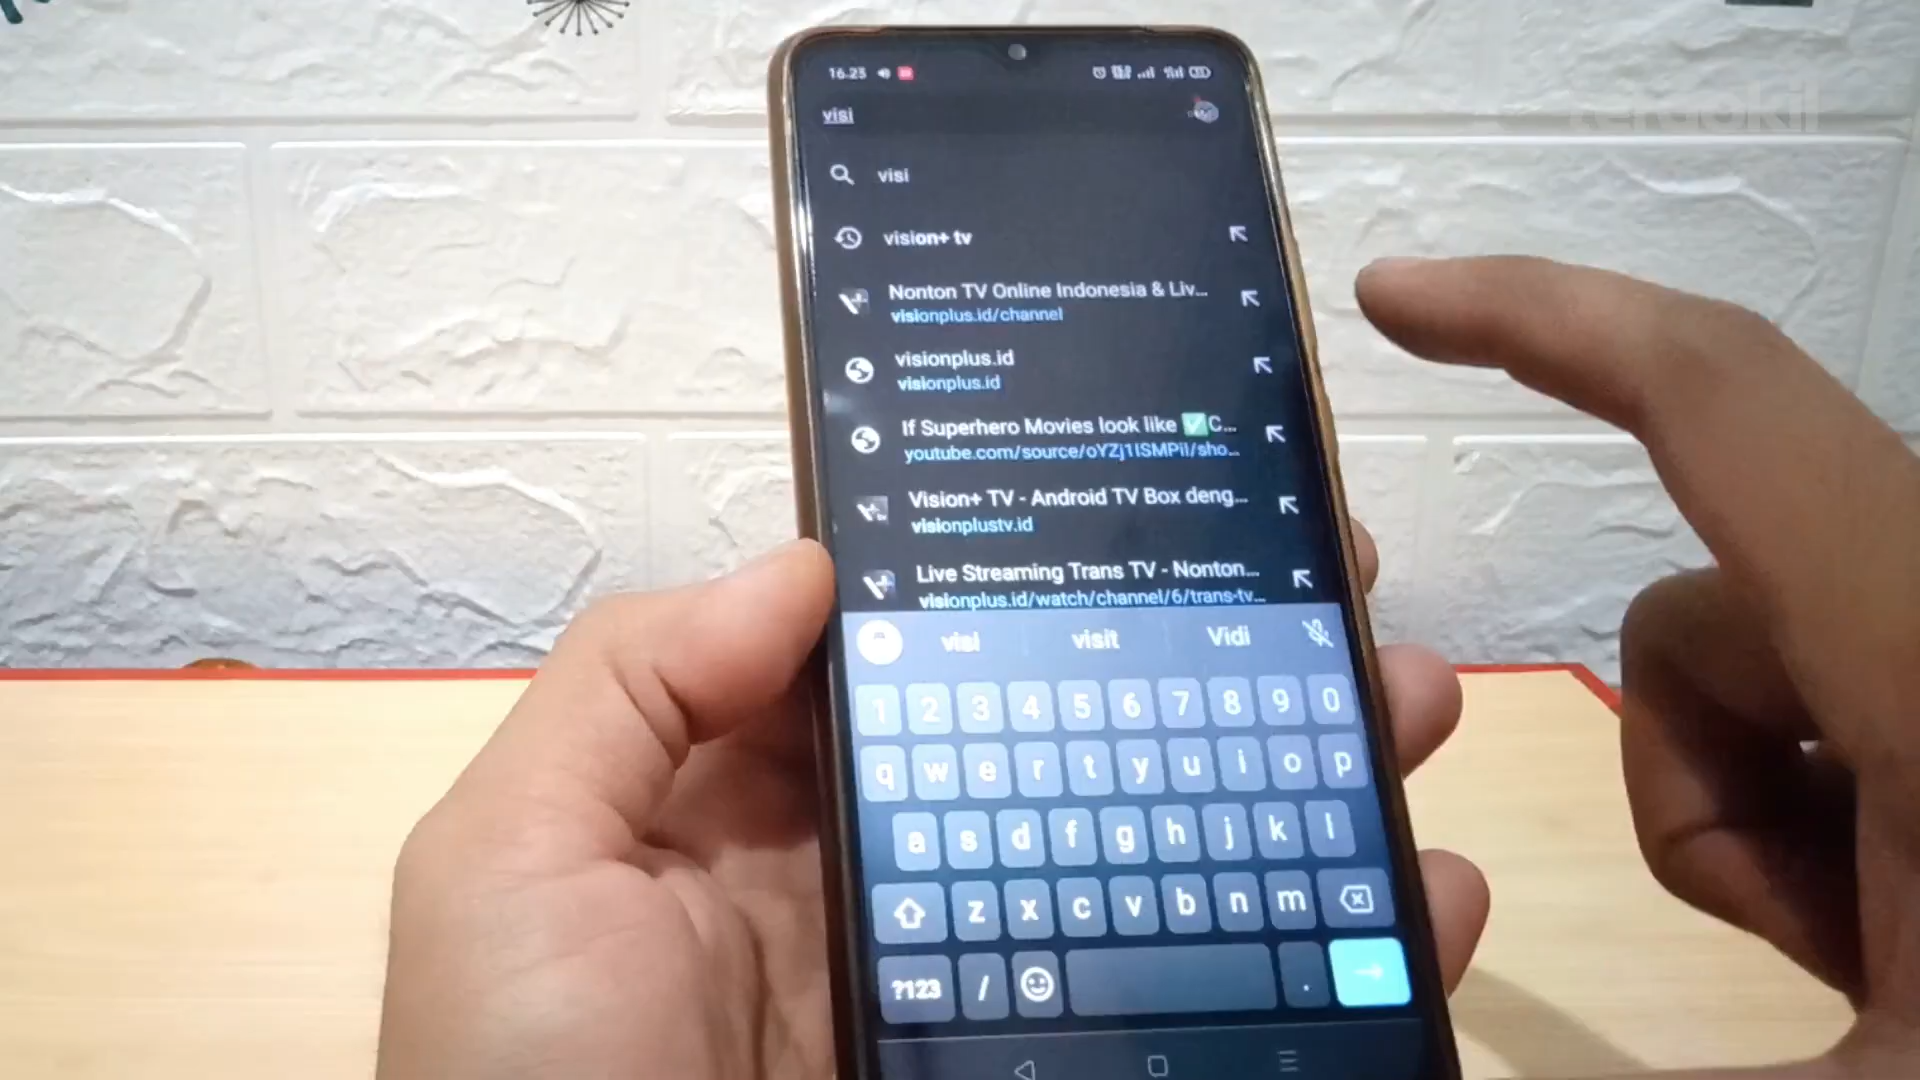 16.23
visi
visi
vision+ tv
Nonton TV Online Indonesia & Liv...
visionplus.id/channel
visionplus.id
visionplus.id
If Superhero Movies look like ✅C...
youtube.com/source/oYZj1ISMPiI/sho...
Vision+ TV - Android TV Box deng...
visionplustv.id
Live Streaming Trans TV - Nonton...
visionplus.id/watch/channel/6/trans-tv...
visi visit Vidi
1 2 3 4 5 6 7 8 9 0
q w e r t y u i o p
a s d f g h j k l
z x c v b n m
?123 / .